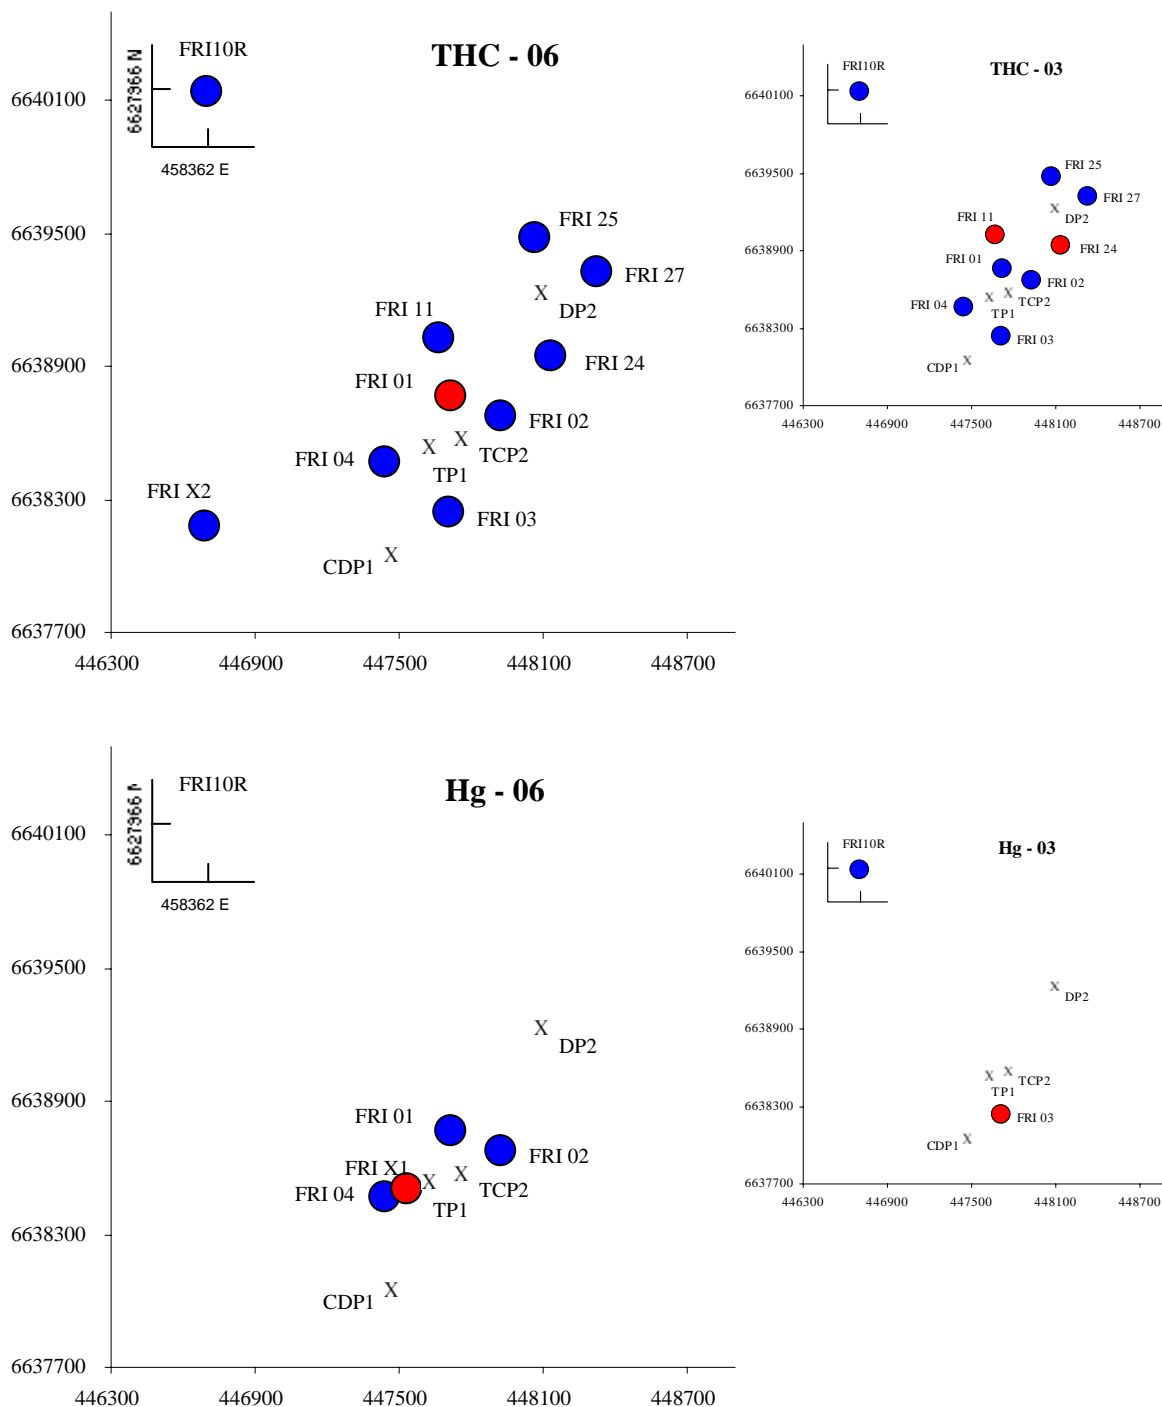 THC - 06
FRI10R
6627966 N
458362 E
6640100
6639500
6638900
6638300
6637700
FRI 25
FRI 27
X
DP2
FRI 11
FRI 24
FRI 01
FRI 02
X
TCP2
X
TP1
FRI 04
FRI X2
FRI 03
X
CDP1
446300
446900
447500
448100
448700
THC - 03
FRI10R
6640100
6639500
6638900
6638300
6637700
FRI 25
FRI 27
X
DP2
FRI 11
FRI 24
FRI 01
FRI 02
X
TCP2
X
TP1
FRI 04
FRI 03
X
CDP1
446300
446900
447500
448100
448700
Hg - 06
FRI10R
6627966 N
458362 E
6640100
6639500
6638900
6638300
6637700
X
DP2
FRI 01
FRI 02
FRI X1
X
TCP2
X
TP1
FRI 04
X
CDP1
446300
446900
447500
448100
448700
Hg - 03
FRI10R
6640100
6639500
6638900
6638300
6637700
X
DP2
X
TCP2
X
TP1
FRI 03
X
CDP1
446300
446900
447500
448100
448700